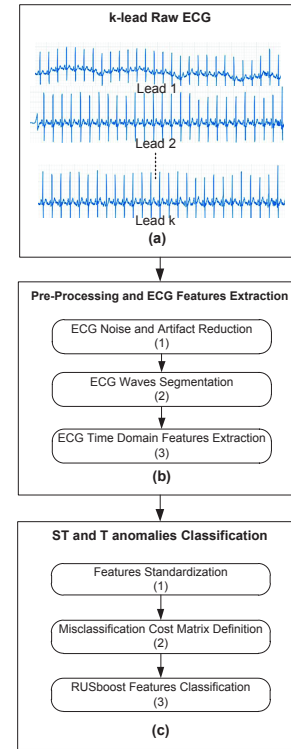 k-lead Raw ECG
Lead 1
Lead 2
Lead k
(a)
Pre-Processing and ECG Features Extraction
ECG Noise and Artifact Reduction
(1)
ECG Waves Segmentation
(2)
ECG Time Domain Features Extraction
(3)
(b)
ST and T anomalies Classification
Features Standardization
(1)
Misclassification Cost Matrix Definition
(2)
RUSboost Features Classification
(3)
(c)